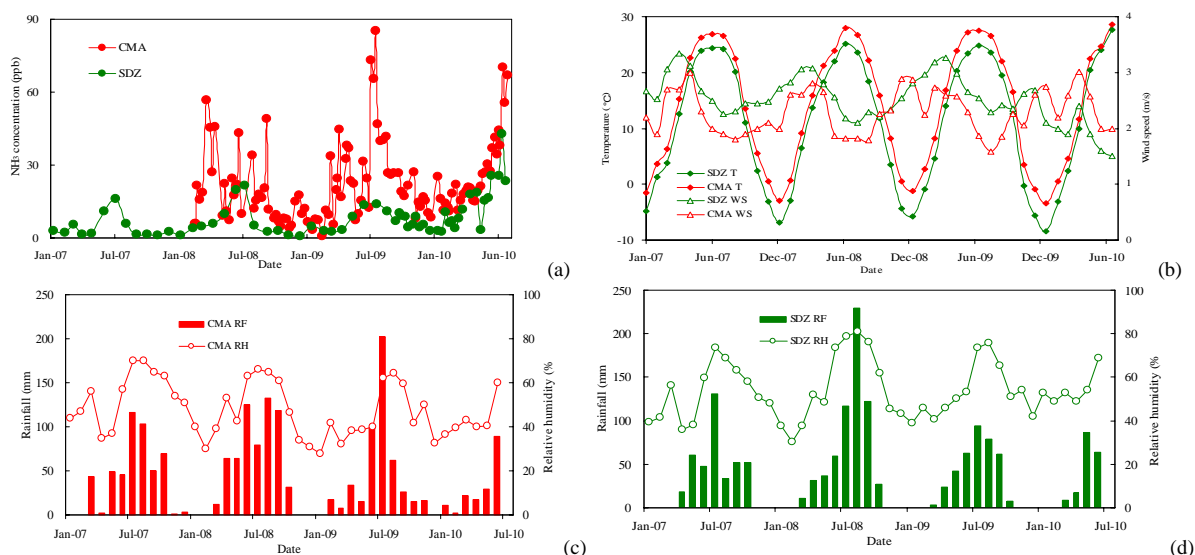 90
60
30
0
NH₃ concentration (ppb)
CMA
SDZ
Jan-07 Jul-07 Jan-08 Jul-08 Jan-09 Jul-09 Jan-10 Jul-10
Date
(a)
30
20
10
0
-10
Temperature (°C)
4
3
2
1
0
Wind speed (m/s)
SDZ T
CMA T
SDZ WS
CMA WS
Jan-07 Jun-07 Dec-07 Jun-08 Dec-08 Jun-09 Dec-09 Jun-10
Date
(b)
250
200
150
100
50
0
Rainfall (mm
100
80
60
40
20
0
Relative humidity (%
CMA RF
CMA RH
Jan-07 Jul-07 Jan-08 Jul-08 Jan-09 Jul-09 Jan-10 Jul-10
Date
(c)
250
200
150
100
50
0
Rainfall (mm
100
80
60
40
20
0
Relative humidity (%
SDZ RF
SDZ RH
Jan-07 Jul-07 Jan-08 Jul-08 Jan-09 Jul-09 Jan-10 Jul-10
Date
(d)